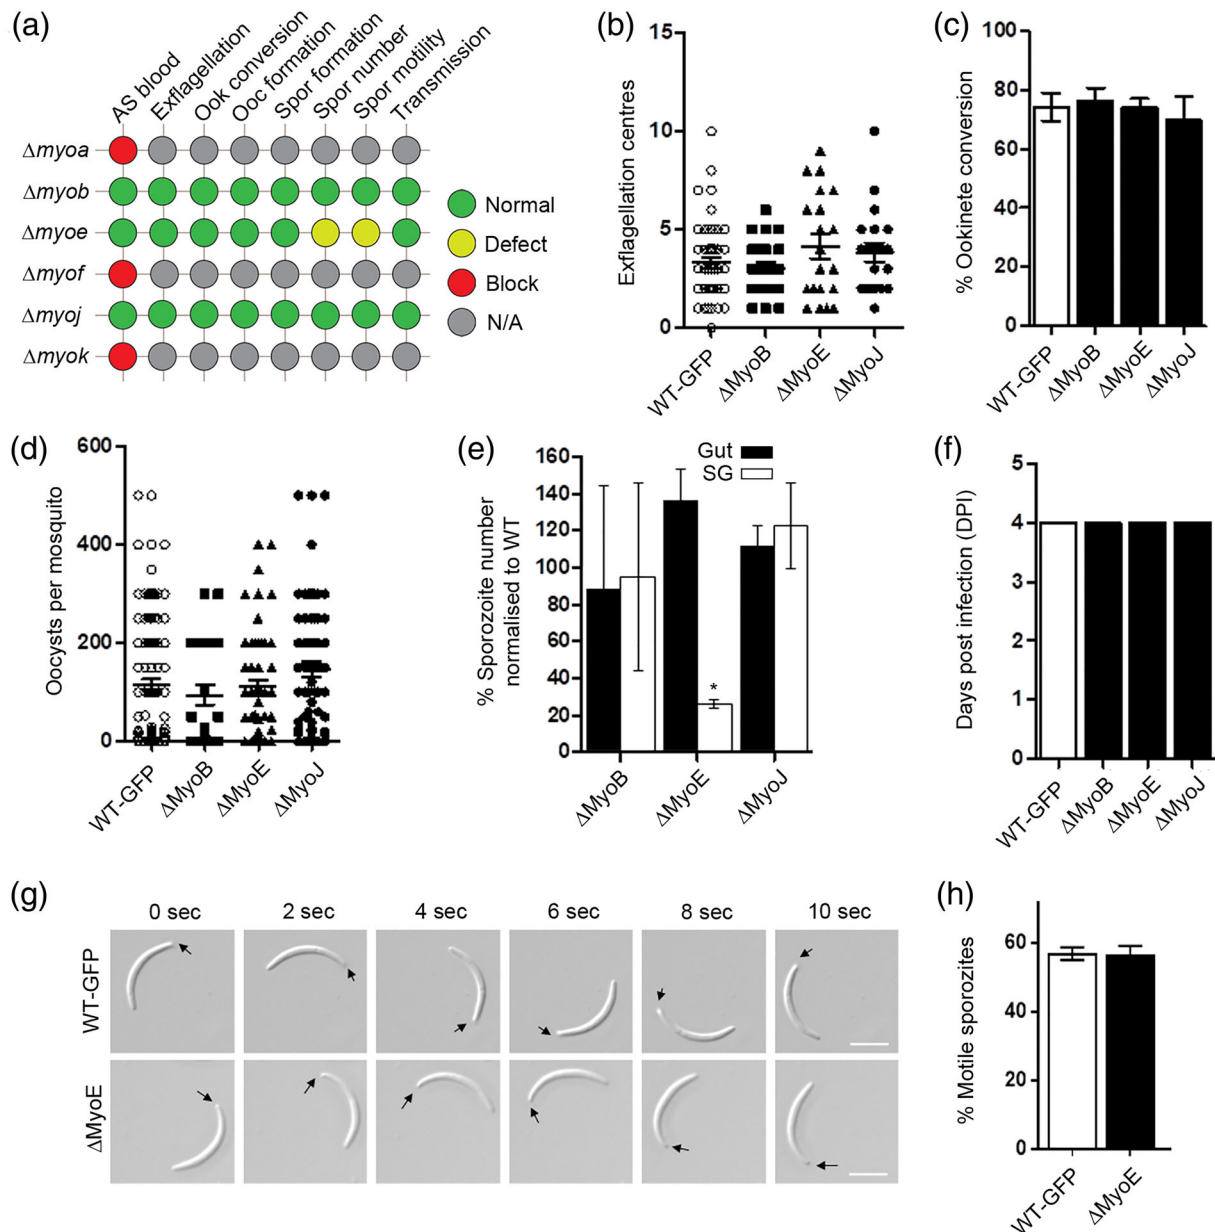 (a)
AS blood
Exflagellation
Ook conversion
Ooc formation
Spor formation
Spor number
Spor motility
Transmission
Δmyoa
Δmyob
Δmyoe
Δmyof
Δmyoj
Δmyok
Normal
Defect
Block
N/A
(b)
Exflagellation centres
15
10
5
0
WT-GFP
ΔMyoB
ΔMyoE
ΔMyoJ
(c)
% Ookinete conversion
100
80
60
40
20
0
WT-GFP
ΔMyoB
ΔMyoE
ΔMyoJ
(d)
Oocysts per mosquito
600
400
200
0
WT-GFP
ΔMyoB
ΔMyoE
ΔMyoJ
(e)
% Sporozoite number
normalised to WT
160
140
120
100
80
60
40
20
0
Gut
SG
*
ΔMyoB
ΔMyoE
ΔMyoJ
(f)
Days post infection (DPI)
5
4
3
2
1
0
WT-GFP
ΔMyoB
ΔMyoE
ΔMyoJ
(g)
0 sec
2 sec
4 sec
6 sec
8 sec
10 sec
WT-GFP
ΔMyoE
(h)
% Motile sporozites
60
40
20
0
WT-GFP
ΔMyoE